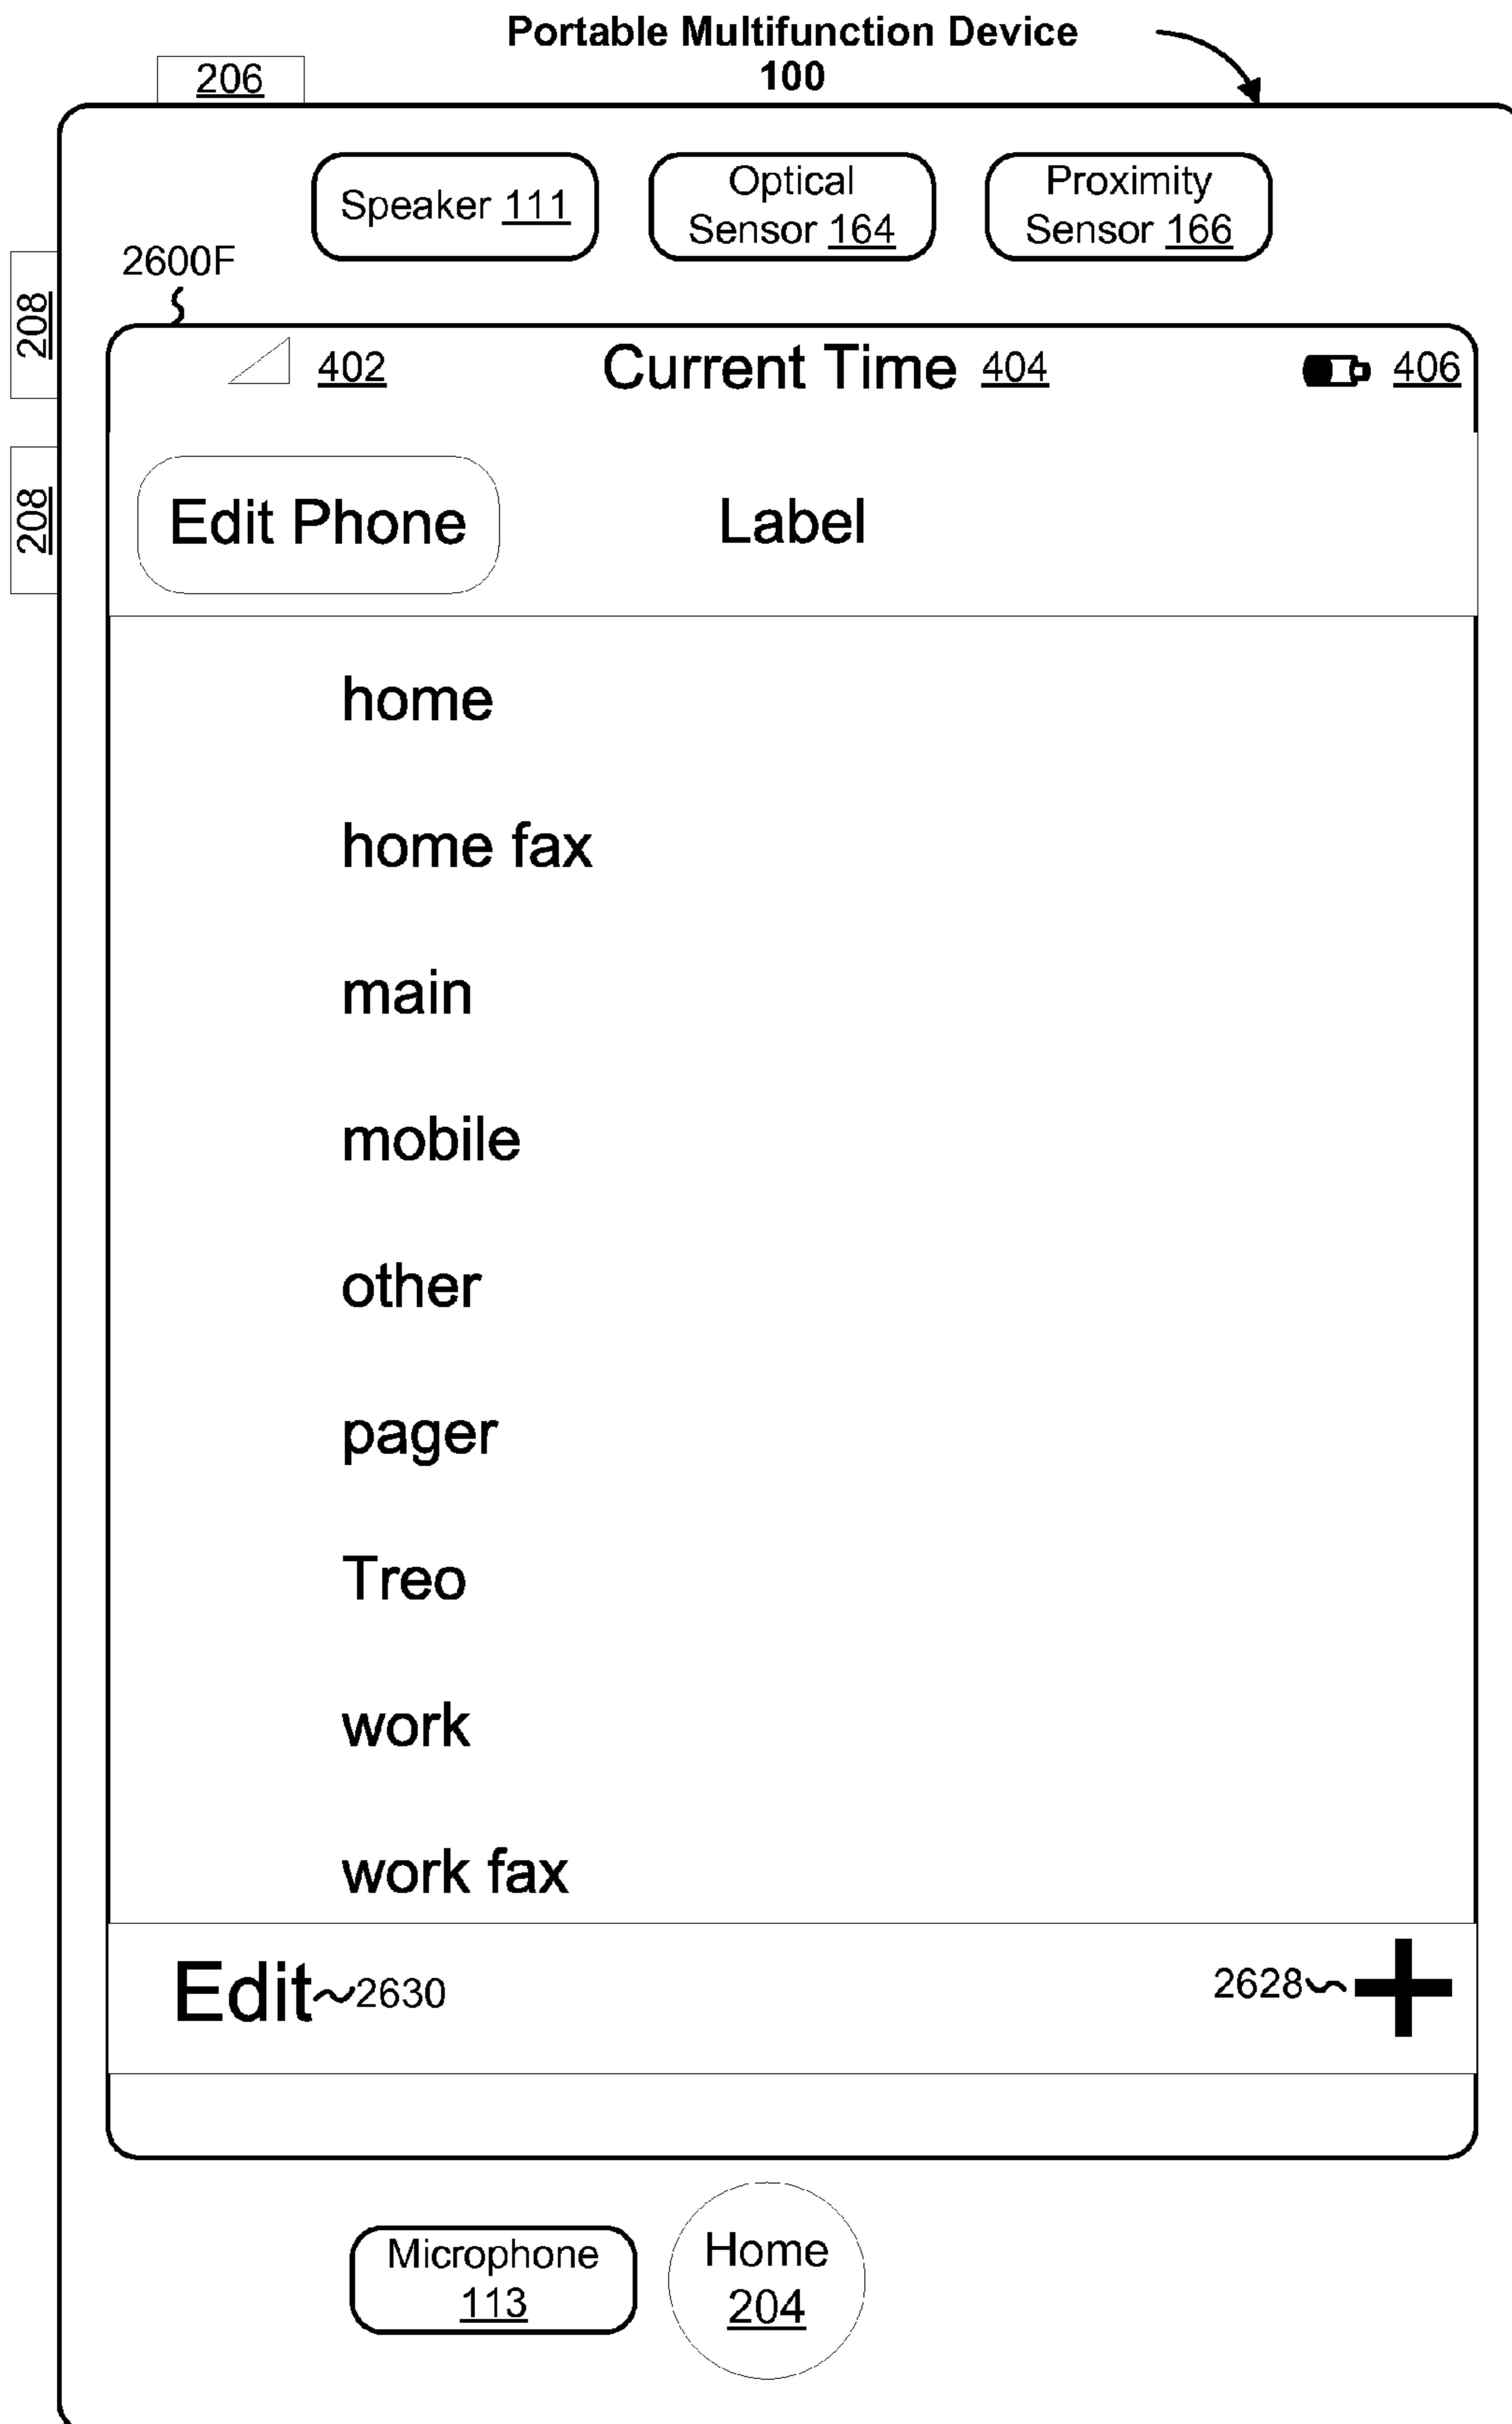 Portable Multifunction Device
100
206
Speaker 111
Optical
Sensor 164
Proximity
Sensor 166
2600F
208
402
Current Time 404
406
208
Edit Phone
Label
home
home fax
main
mobile
other
pager
Treo
work
work fax
Edit 2630
2628
Microphone
113
Home
204